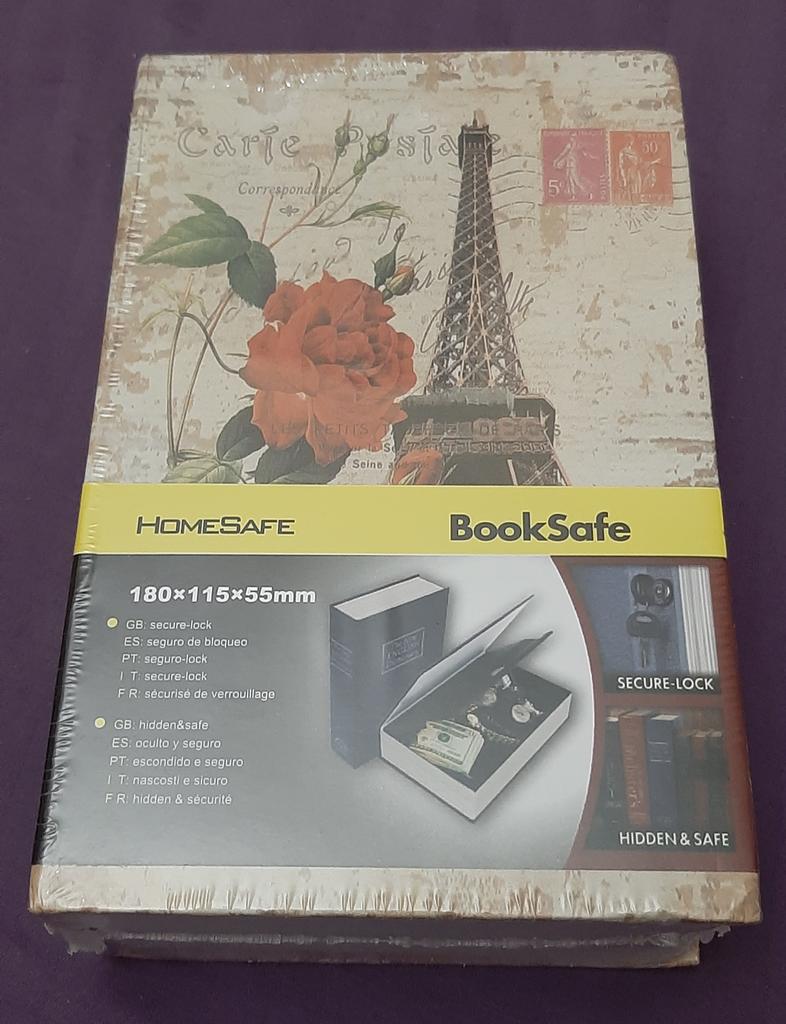 Carte Postale
Correspondance
5c
50
HOMESAFE
BookSafe
180×115×55mm
GB: secure-lock
ES: seguro de bloqueo
PT: seguro-lock
I T: secure-lock
F R: sécurisé de verrouillage
GB: hidden&safe
ES: oculto y seguro
PT: escondido e seguro
I T: nascosti e sicuro
F R: hidden & sécurité
SECURE-LOCK
HIDDEN & SAFE